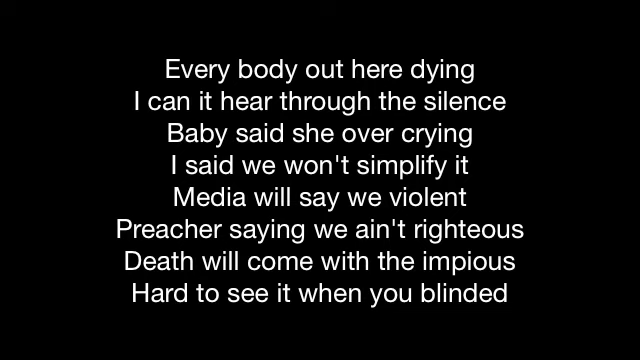 Every body out here dying
I can it hear through the silence
Baby said she over crying
I said we won't simplify it
Media will say we violent
Preacher saying we ain't righteous
Death will come with the impious
Hard to see it when you blinded